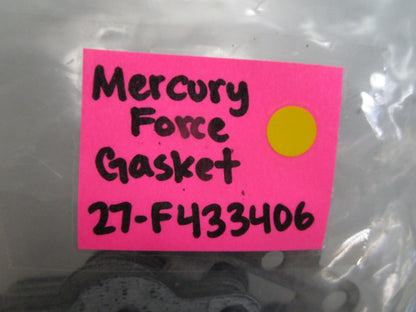 Mercury
Force
Gasket
27-F433406